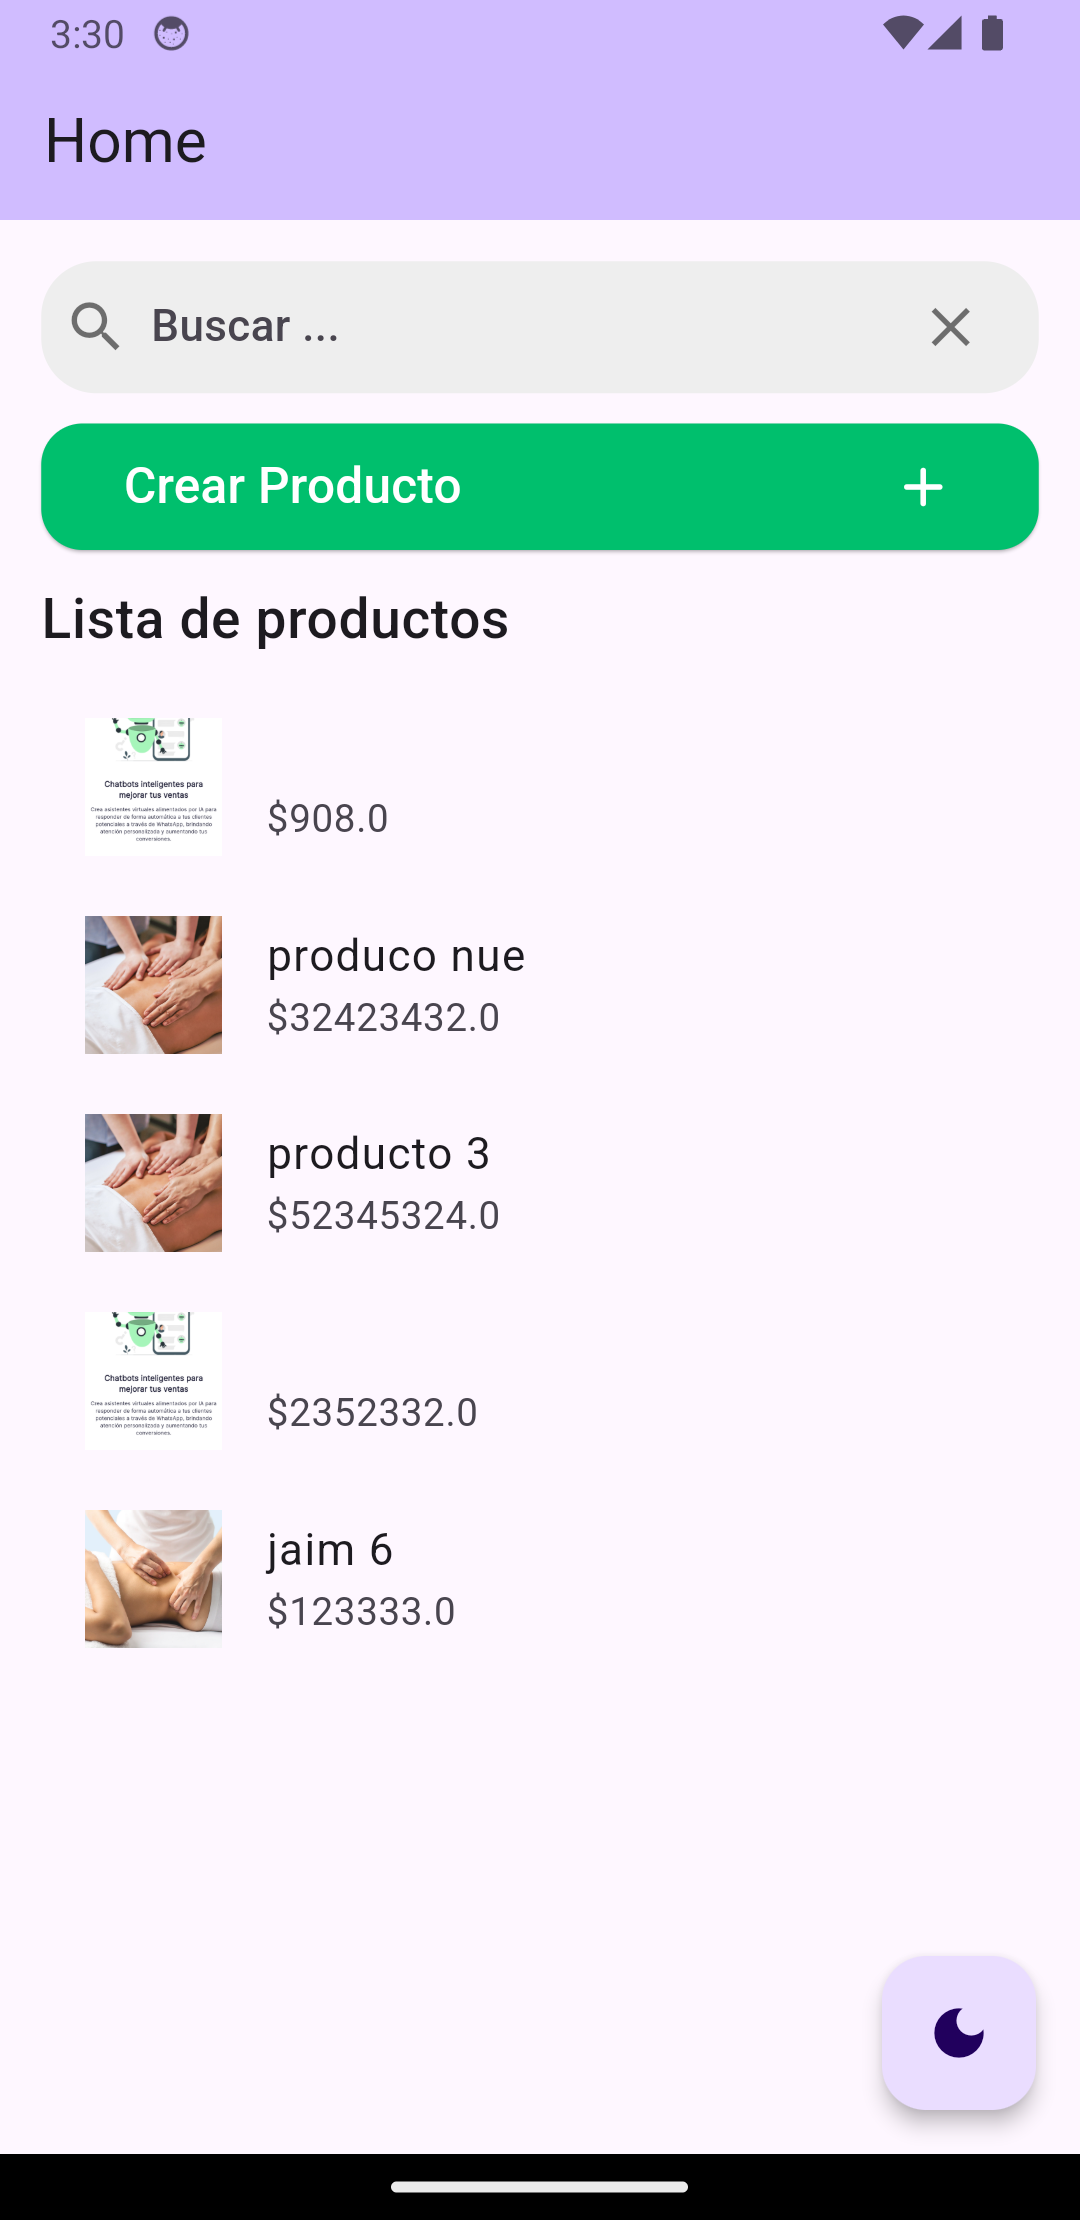 3:30
Home
Buscar ...
Crear Producto
Lista de productos
Chatbots inteligentes para
mejorar tus ventas
Crea asistentes virtuales alimentados por IA para
responder de forma automática a tus clientes
potenciales a través de WhatsApp, brindando
atención personalizada y aumentando tus
conversiones.
$908.0
produco nue
$32423432.0
producto 3
$52345324.0
Chatbots inteligentes para
mejorar tus ventas
Crea asistentes virtuales alimentados por IA para
responder de forma automática a tus clientes
potenciales a través de WhatsApp, brindando
atención personalizada y aumentando tus
conversiones.
$2352332.0
jaim 6
$123333.0